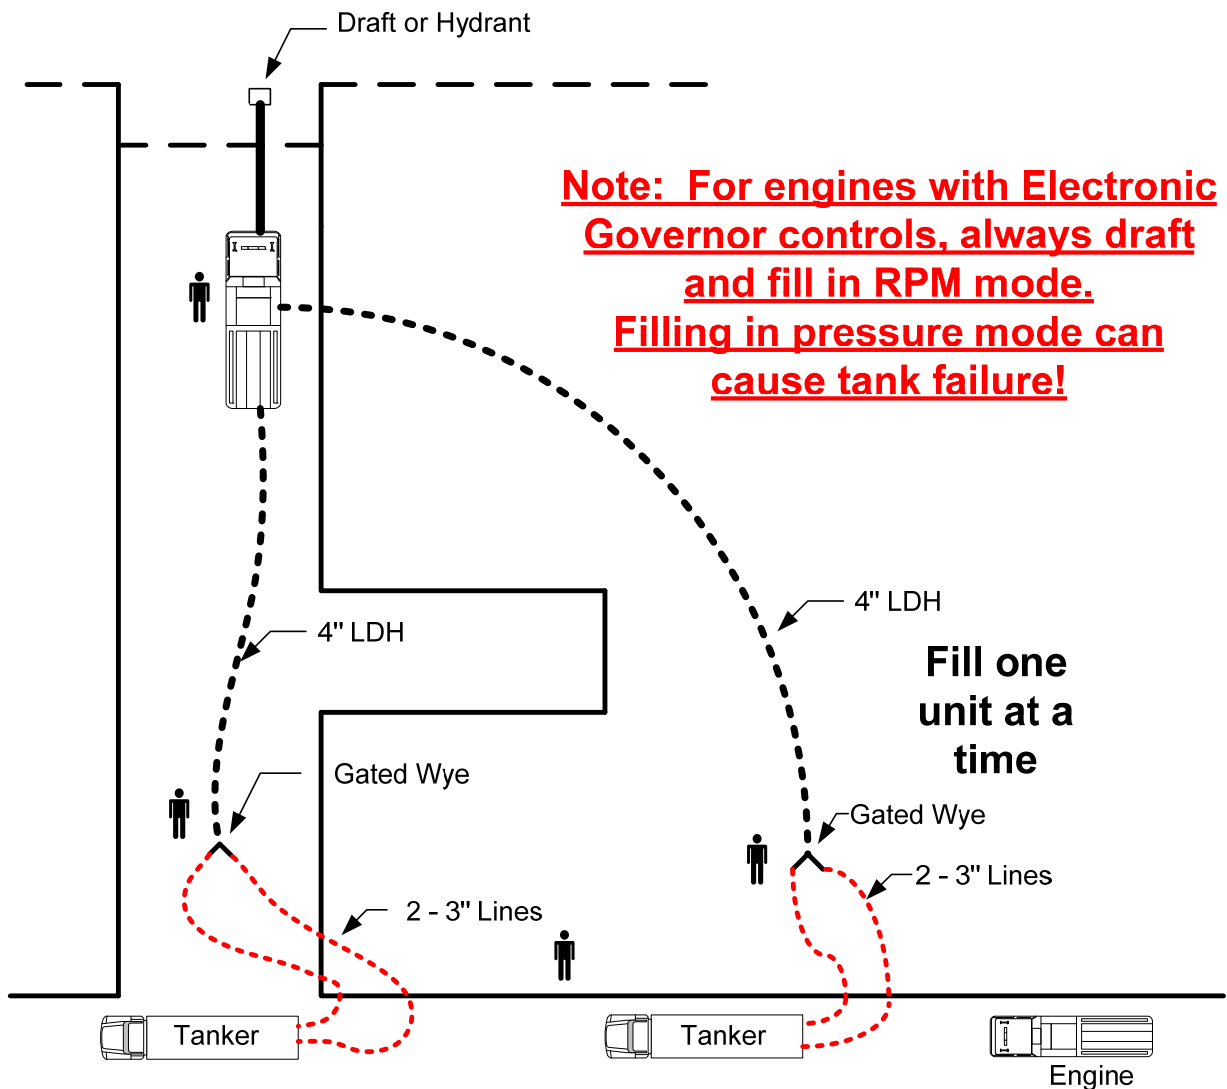 Draft or Hydrant
Note:  For engines with Electronic
Governor controls, always draft
and fill in RPM mode.
Filling in pressure mode can
cause tank failure!
4" LDH
4" LDH
Fill one
unit at a
time
Gated Wye
Gated Wye
2 - 3" Lines
2 - 3" Lines
Tanker
Tanker
Engine